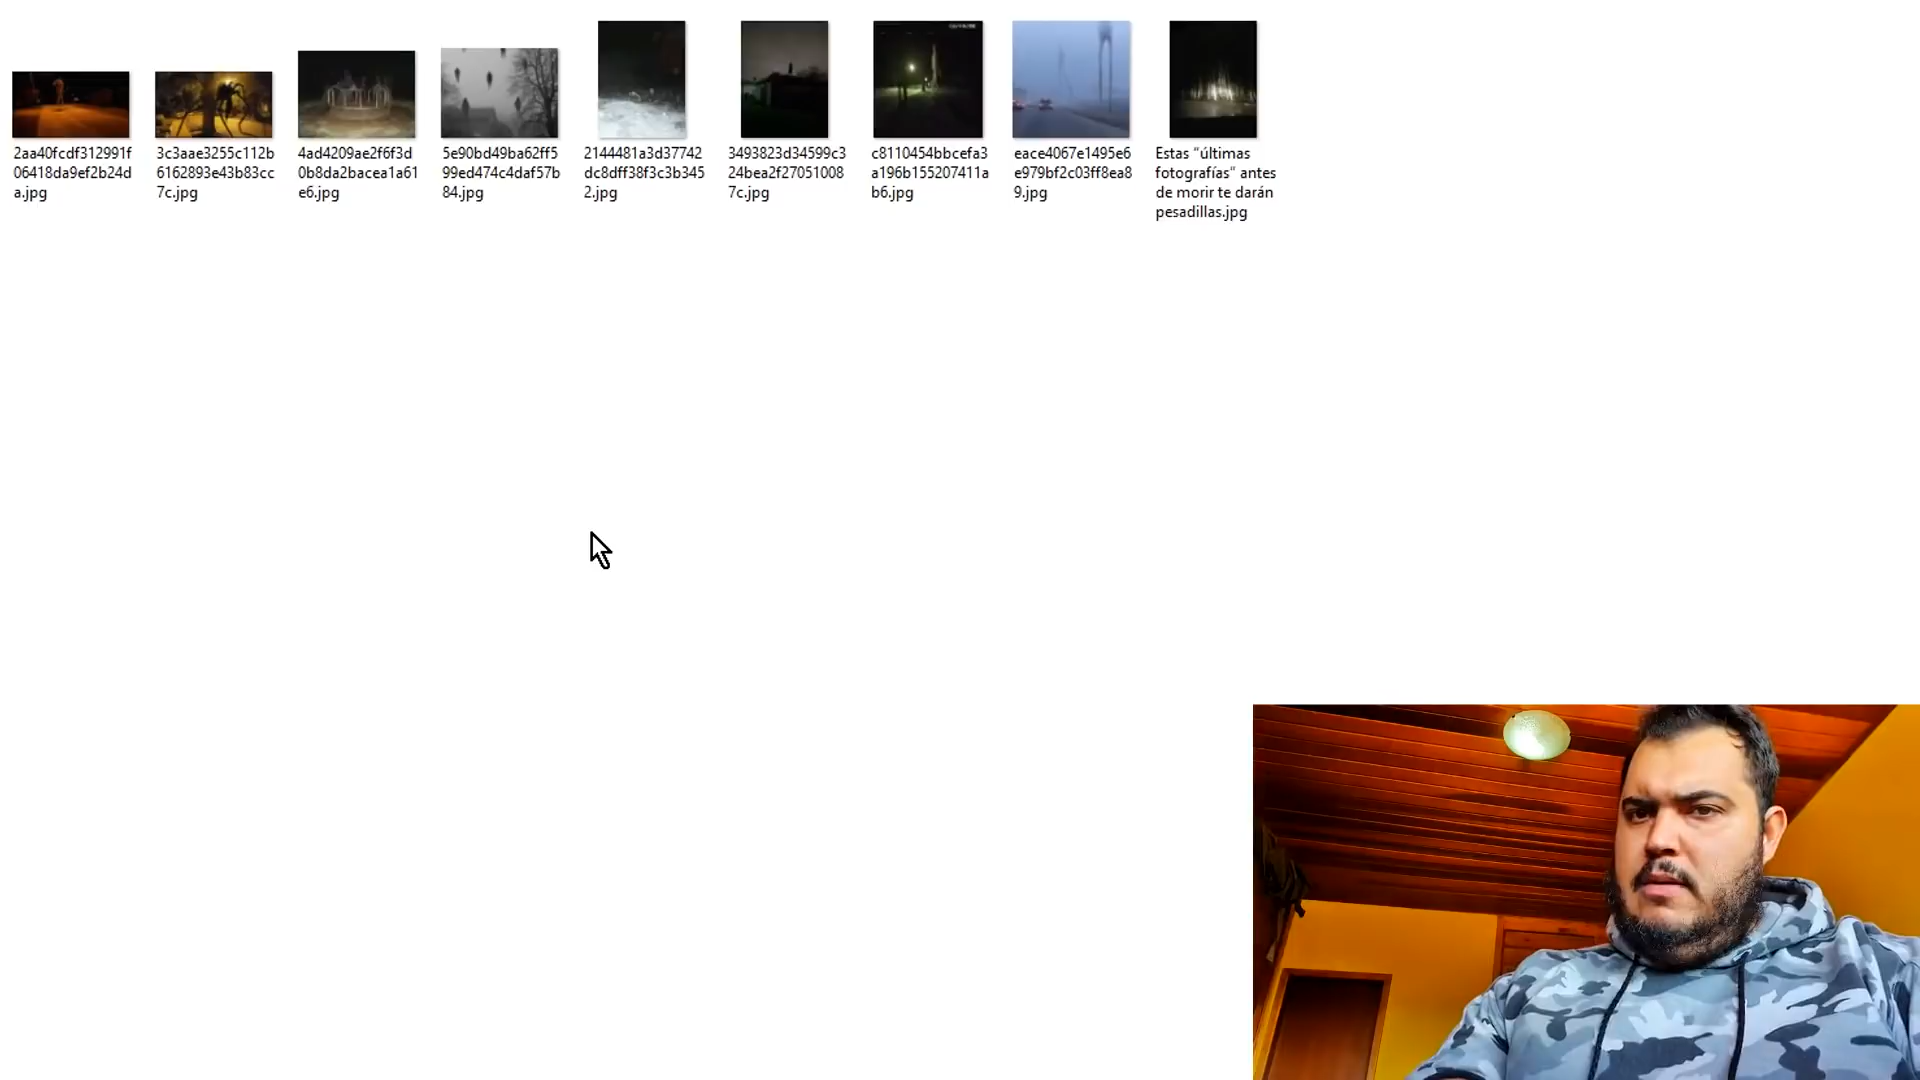 2aa40fcdf312991f
06418da9ef2b24d
a.jpg
3c3aae3255c112b
6162893e43b83cc
7c.jpg
4ad4209ae2f6f3d
0b8da2bacea1a61
e6.jpg
5e90bd49ba62ff5
99ed474c4daf57b
84.jpg
2144481a3d37742
dc8dff38f3c3b345
2.jpg
3493823d34599c3
24bea2f27051008
7c.jpg
c8110454bbcefa3
a196b155207411a
b6.jpg
eace4067e1495e6
e979bf2c03ff8ea8
9.jpg
Estas “últimas
fotografías” antes
de morir te darán
pesadillas.jpg